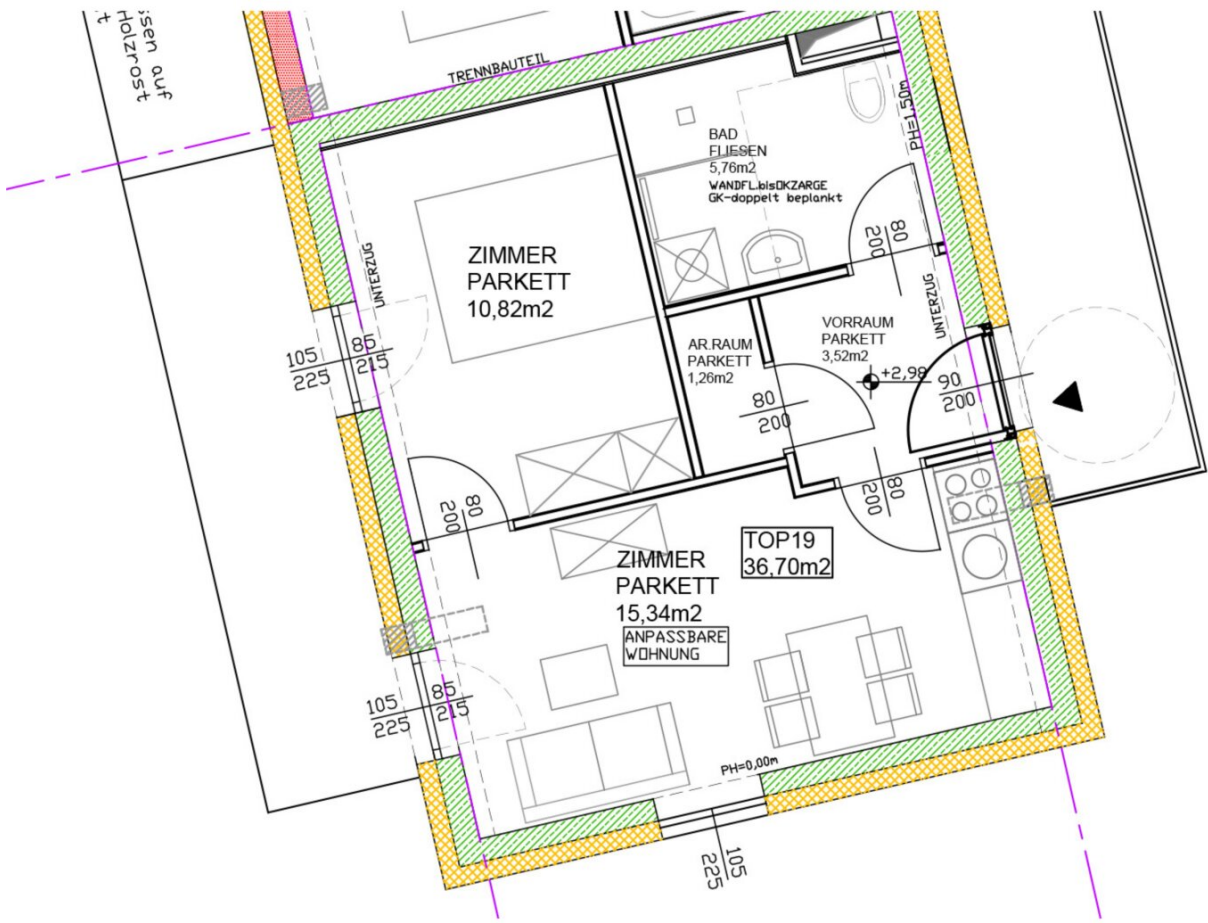 ssen auf
Holzrost
t
TRENNBAUTEIL
BAD
FLIESEN
5,76m2
WANDFL.bisOKZARGE
GK-doppelt beplankt
PH=1,50m
80
200
UNTERZUG
ZIMMER
PARKETT
10,82m2
105
225
85
215
AR.RAUM
PARKETT
1,26m2
VORRAUM
PARKETT
3,52m2
UNTERZUG
+2,98
90
200
80
200
80
200
80
200
TOP19
36,70m2
ZIMMER
PARKETT
15,34m2
ANPASSBARE
WOHNUNG
105
225
85
215
PH=0,00m
105
225